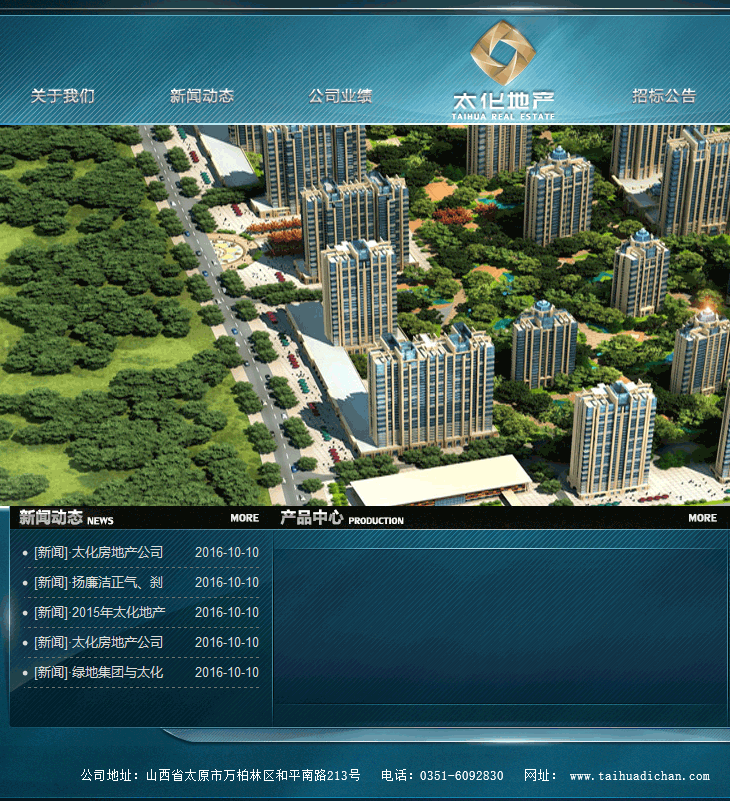 关于我们 新闻动态 公司业绩 太化地产 招标公告
TAIHUA REAL ESTATE
新闻动态 NEWS MORE 产品中心 PRODUCTION MORE
[新闻]·太化房地产公司 2016-10-10
[新闻]·扬廉洁正气、刹 2016-10-10
[新闻]·2015年太化地产 2016-10-10
[新闻]·太化房地产公司 2016-10-10
[新闻]·绿地集团与太化 2016-10-10
公司地址：山西省太原市万柏林区和平南路213号 电话：0351-6092830 网址： www.taihuadichan.com